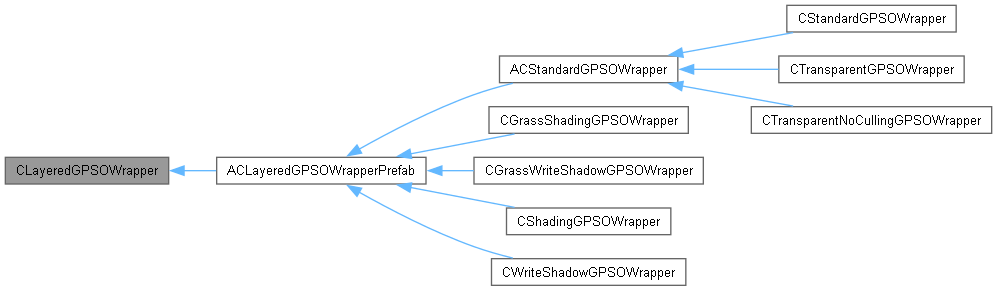 CStandardGPSOWrapper
ACStandardGPSOWrapper
CTransparentGPSOWrapper
CTransparentNoCullingGPSOWrapper
CGrassShadingGPSOWrapper
CLayeredGPSOWrapper
ACLayeredGPSOWrapperPrefab
CGrassWriteShadowGPSOWrapper
CShadingGPSOWrapper
CWriteShadowGPSOWrapper